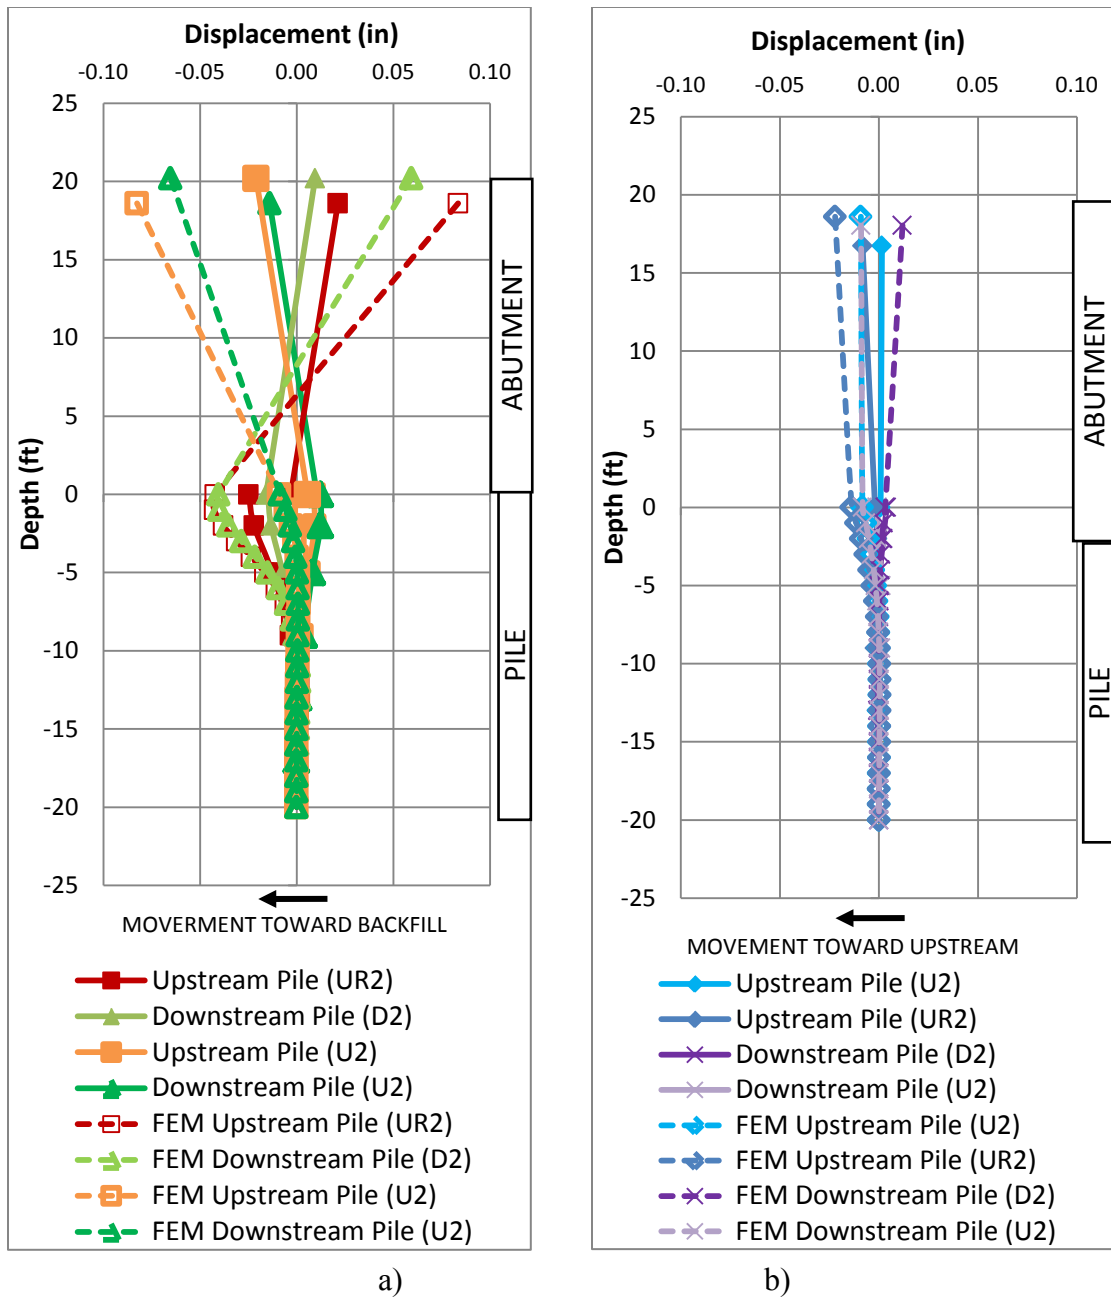 Displacement (in)
-0.10 -0.05 0.00 0.05 0.10
25
20
15
10
5
0
-5
-10
-15
-20
-25
Depth (ft)
ABUTMENT
PILE
MOVERMENT TOWARD BACKFILL
Upstream Pile (UR2)
Downstream Pile (D2)
Upstream Pile (U2)
Downstream Pile (U2)
FEM Upstream Pile (UR2)
FEM Downstream Pile (D2)
FEM Upstream Pile (U2)
FEM Downstream Pile (U2)
a)
Displacement (in)
-0.10 -0.05 0.00 0.05 0.10
25
20
15
10
5
0
-5
-10
-15
-20
-25
Depth (ft)
ABUTMENT
PILE
MOVEMENT TOWARD UPSTREAM
Upstream Pile (U2)
Upstream Pile (UR2)
Downstream Pile (D2)
Downstream Pile (U2)
FEM Upstream Pile (U2)
FEM Upstream Pile (UR2)
FEM Downstream Pile (D2)
FEM Downstream Pile (U2)
b)